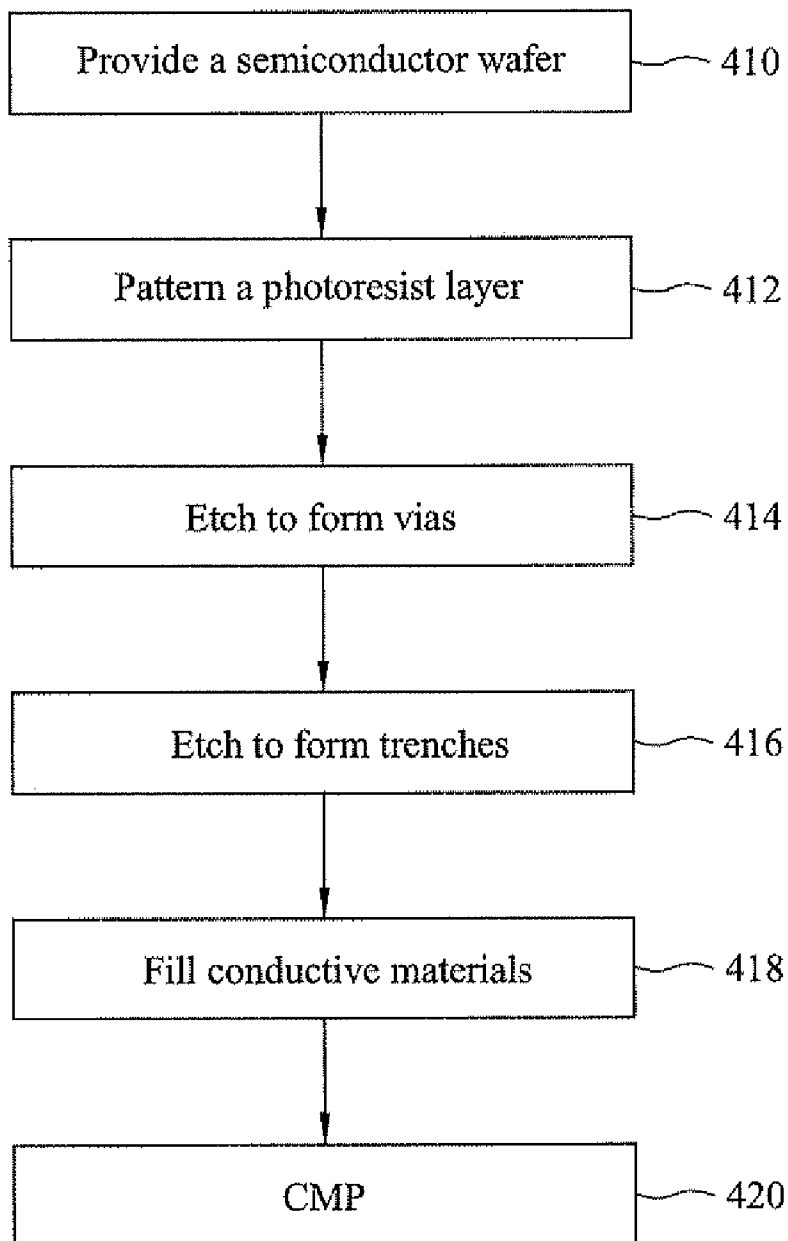 Provide a semiconductor wafer 410
Pattern a photoresist layer 412
Etch to form vias 414
Etch to form trenches 416
Fill conductive materials 418
CMP 420